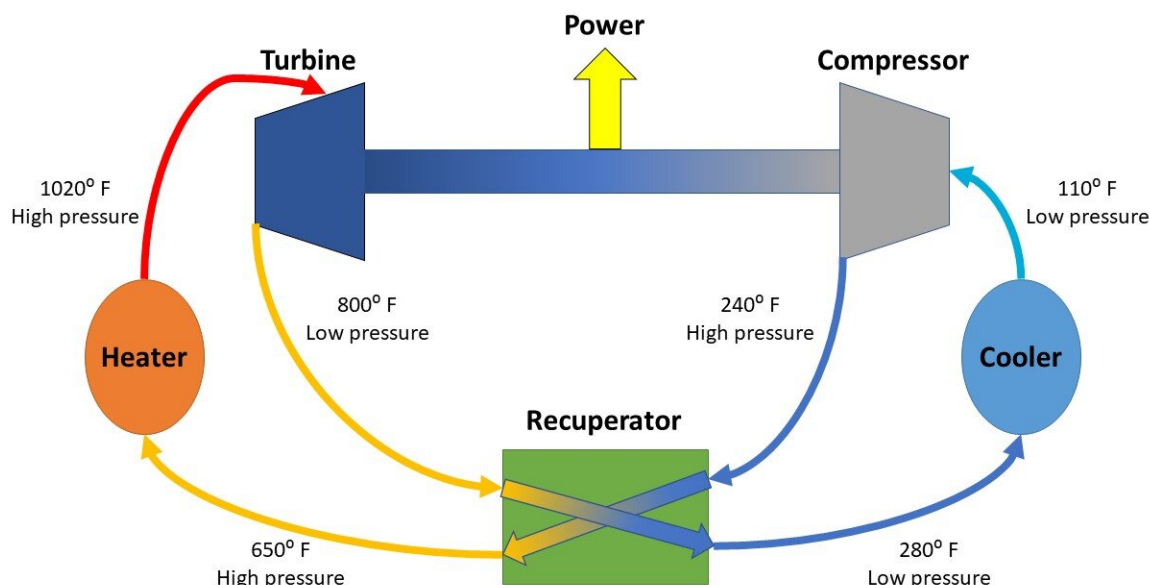 Power
Turbine
Compressor
1020° F
High pressure
110° F
Low pressure
800° F
Low pressure
240° F
High pressure
Heater
Cooler
Recuperator
650° F
High pressure
280° F
Low pressure